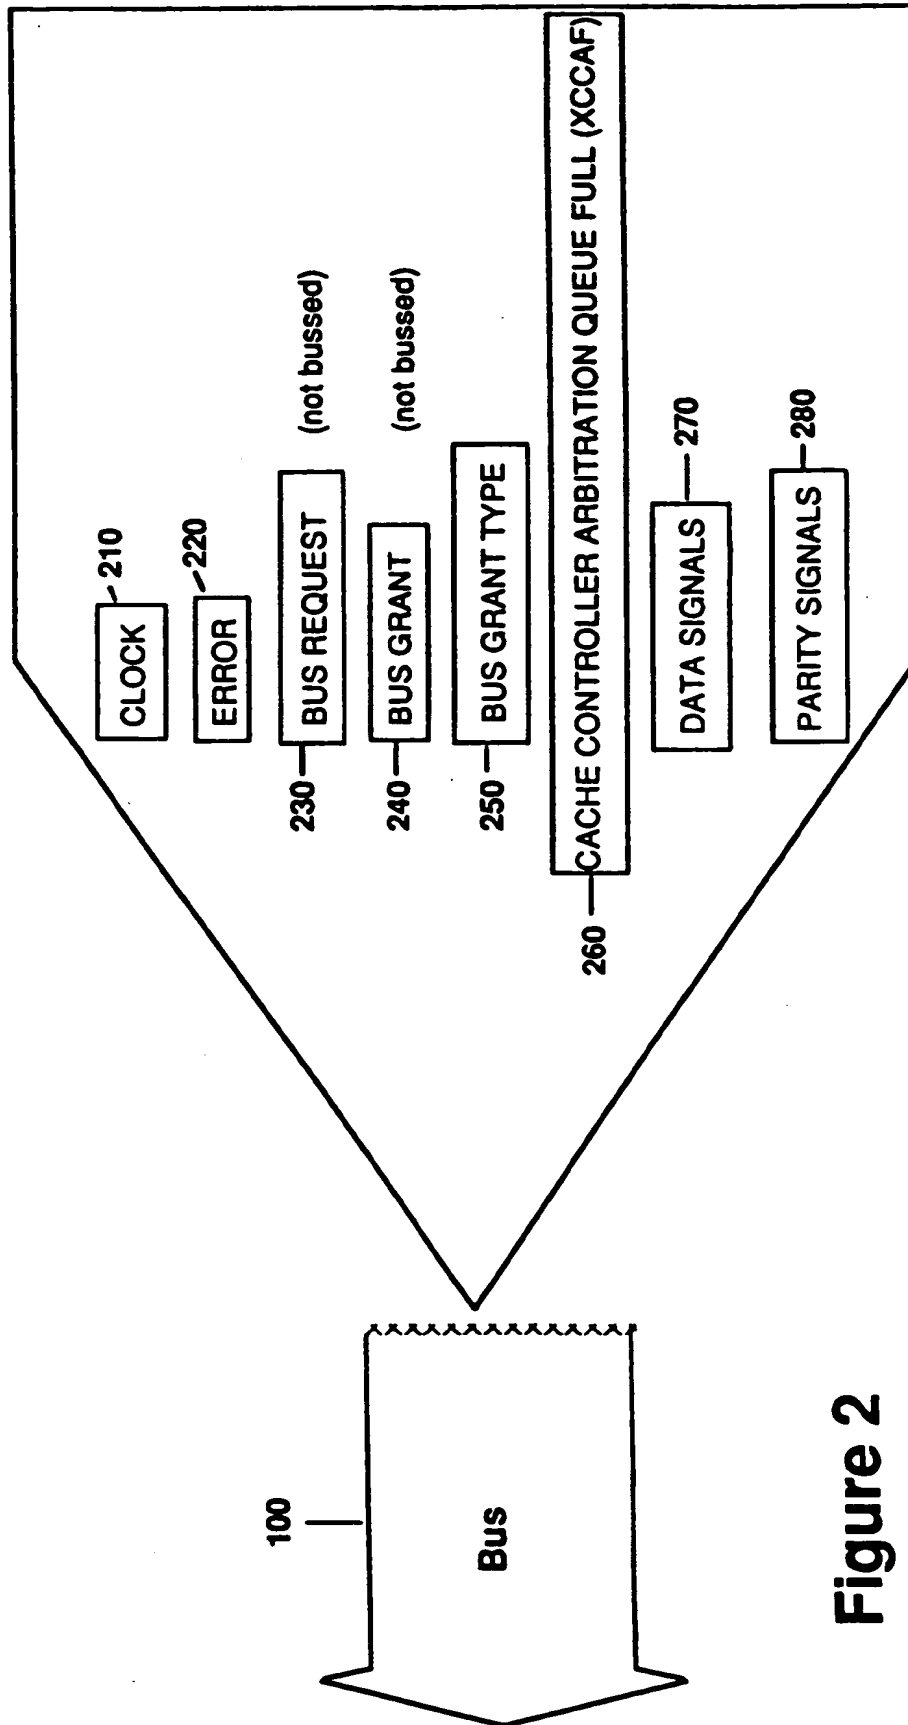 100
Bus
CLOCK
210
ERROR
220
230
BUS REQUEST
(not bussed)
240
BUS GRANT
(not bussed)
250
BUS GRANT TYPE
260
CACHE CONTROLLER ARBITRATION QUEUE FULL (XCCAF)
DATA SIGNALS
270
PARITY SIGNALS
280
Figure 2